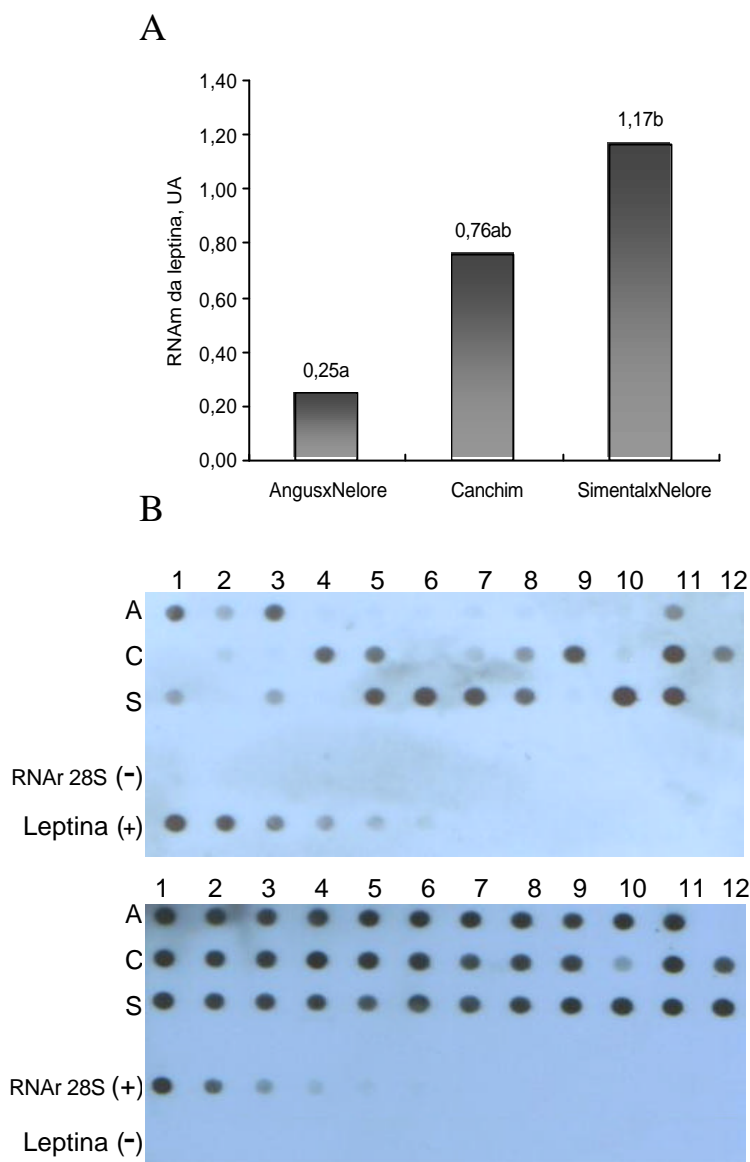 A
RNAm da leptina, UA
1,40
1,20
1,00
0,80
0,60
0,40
0,20
0,00
0,25a
0,76ab
1,17b
AngusxNelore Canchim SimentalxNelore
B
1 2 3 4 5 6 7 8 9 10 11 12
A
C
S
RNAr 28S (-)
Leptina (+)
1 2 3 4 5 6 7 8 9 10 11 12
A
C
S
RNAr 28S (+)
Leptina (-)